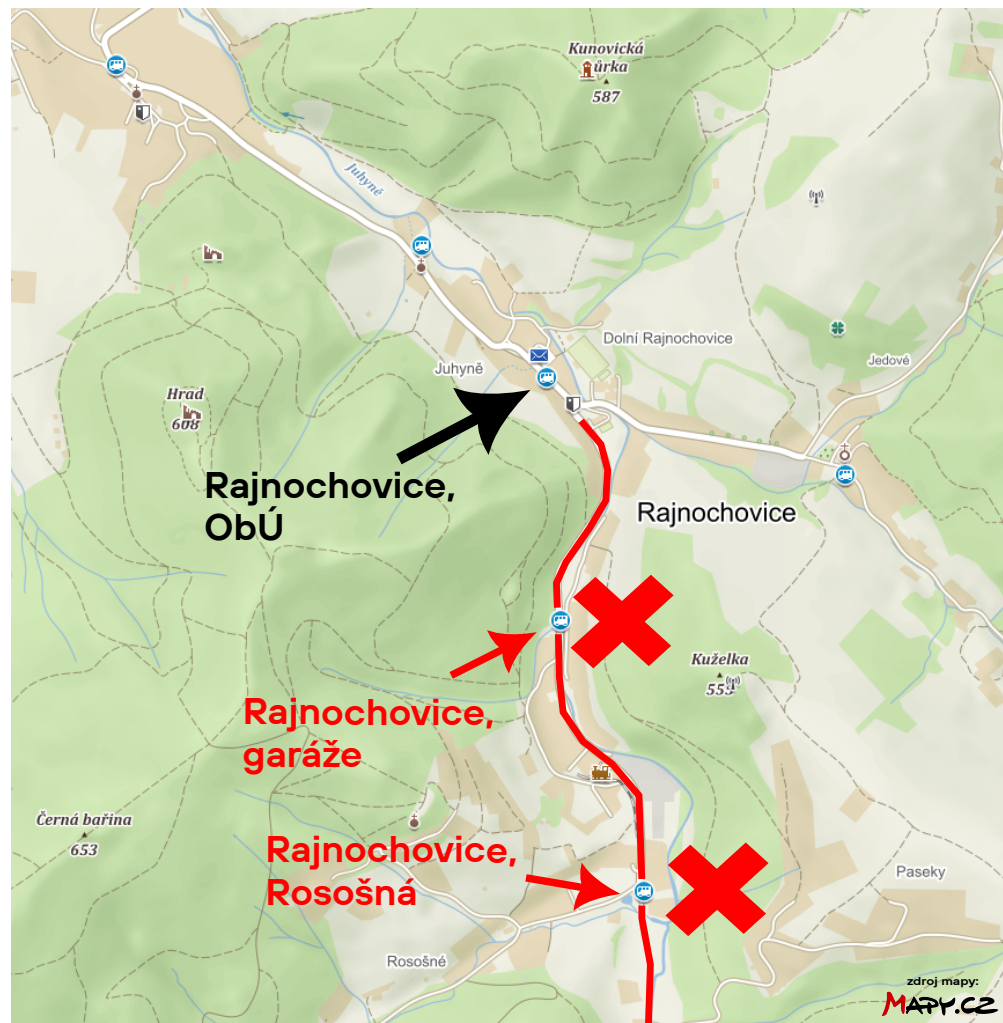 Kunovická
ůrka
587
Juhyně
Dolní Rajnochovice
Jedové
Juhyně
Hrad
608
Rajnochovice,
ObÚ
Rajnochovice
Kuželka
Rajnochovice,
garáže
Černá bařina
653
Rajnochovice,
Rosošná
Paseky
Rosošné
zdroj mapy:
MAPY.CZ